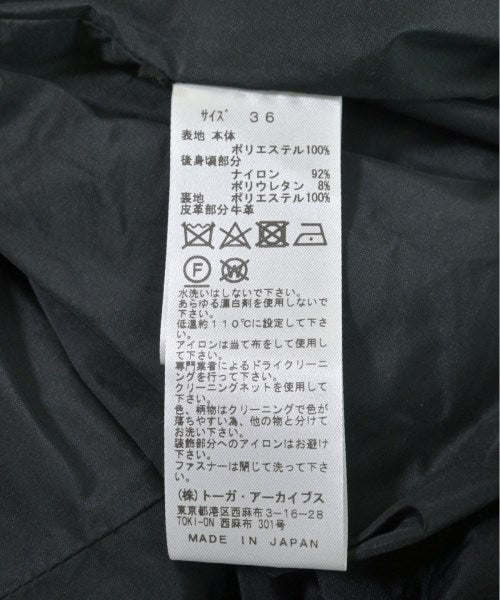 サイズ 36
表地 本体
ポリエステル100%
後身頃部分
ナイロン 92%
ポリウレタン 8%
裏地 ポリエステル100%
皮革部分牛革
F W
水洗いはしないで下さい。
あらゆる漂白剤を使用しないで
下さい。
低温約110℃に設定して下さ
い。
アイロンは当て布をして使用し
て下さい。
専門業者によるドライクリーニ
ングを行って下さい。
クリーニングネットを使用して
下さい。
色、柄物はクリーニングで色が
落ちやすい為、他の物と分けて
お洗い下さい。
装飾部分へのアイロンはお避け
下さい。
ファスナーは閉じて洗って下さ
い。
(株)トーガ・アーカイブス
東京都港区西麻布3-16-28
TOKI-ON 西麻布 301号
MADE IN JAPAN